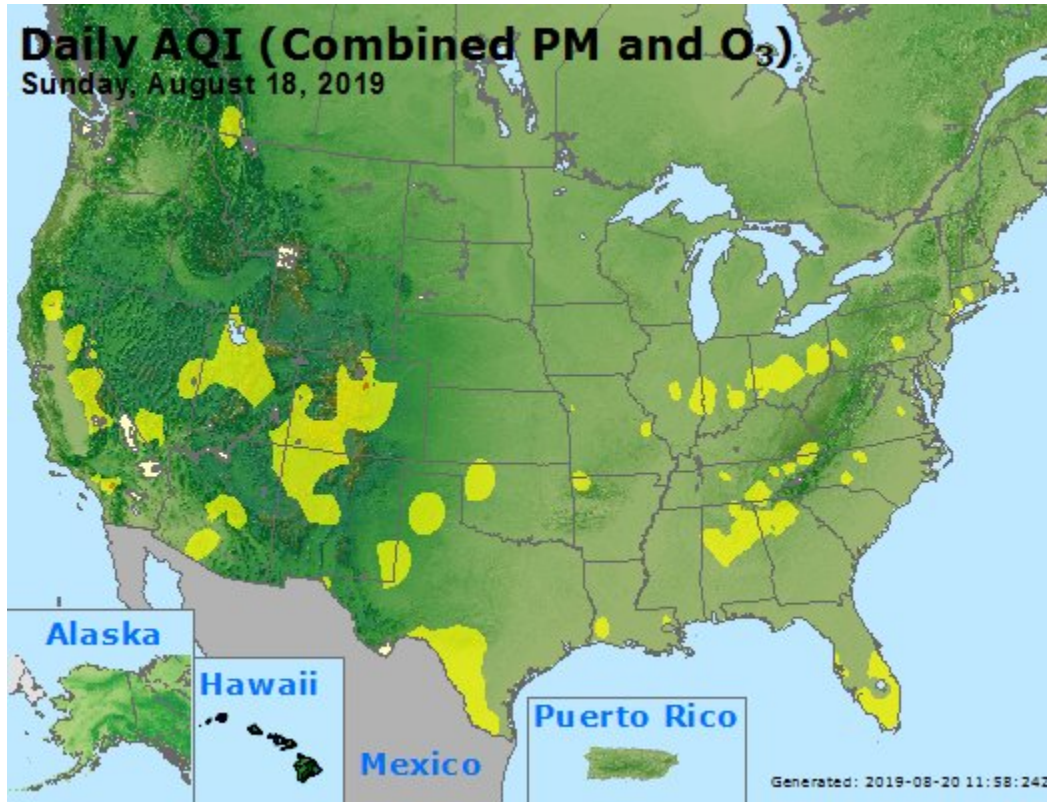 Daily AQI (Combined PM and O₃)
Sunday, August 18, 2019
Alaska
Hawaii
Mexico
Puerto Rico
Generated: 2019-08-20 11:58:24Z